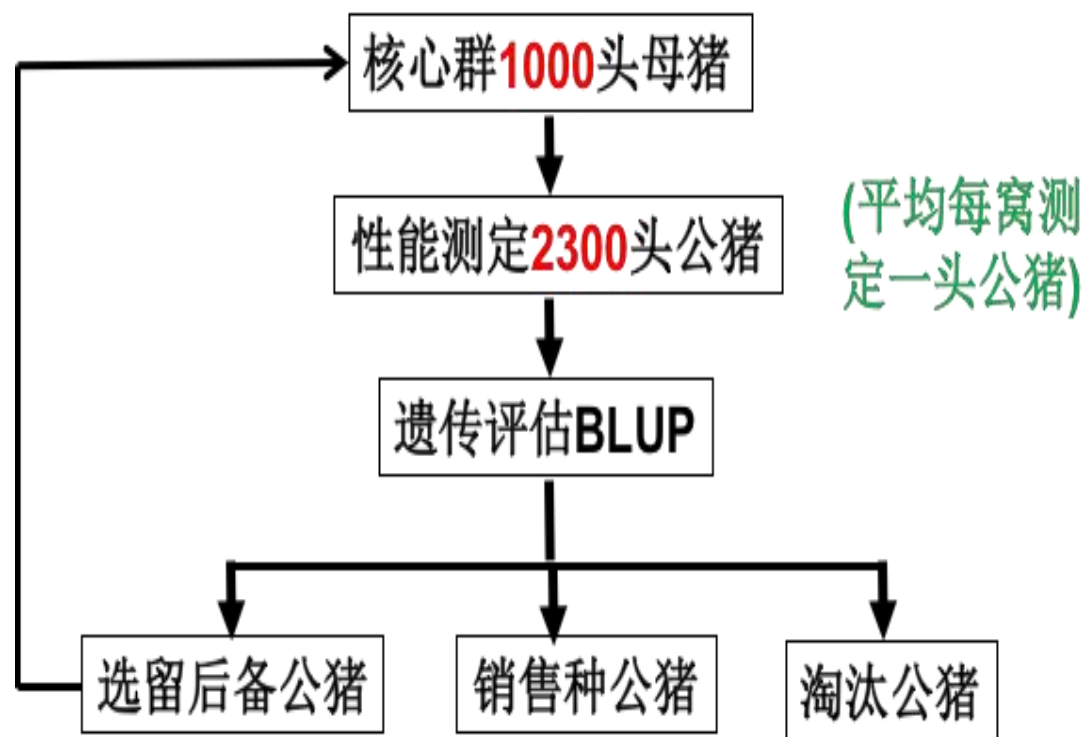 核心群1000头母猪
性能测定2300头公猪
(平均每窝测
定一头公猪)
遗传评估BLUP
选留后备公猪
销售种公猪
淘汰公猪